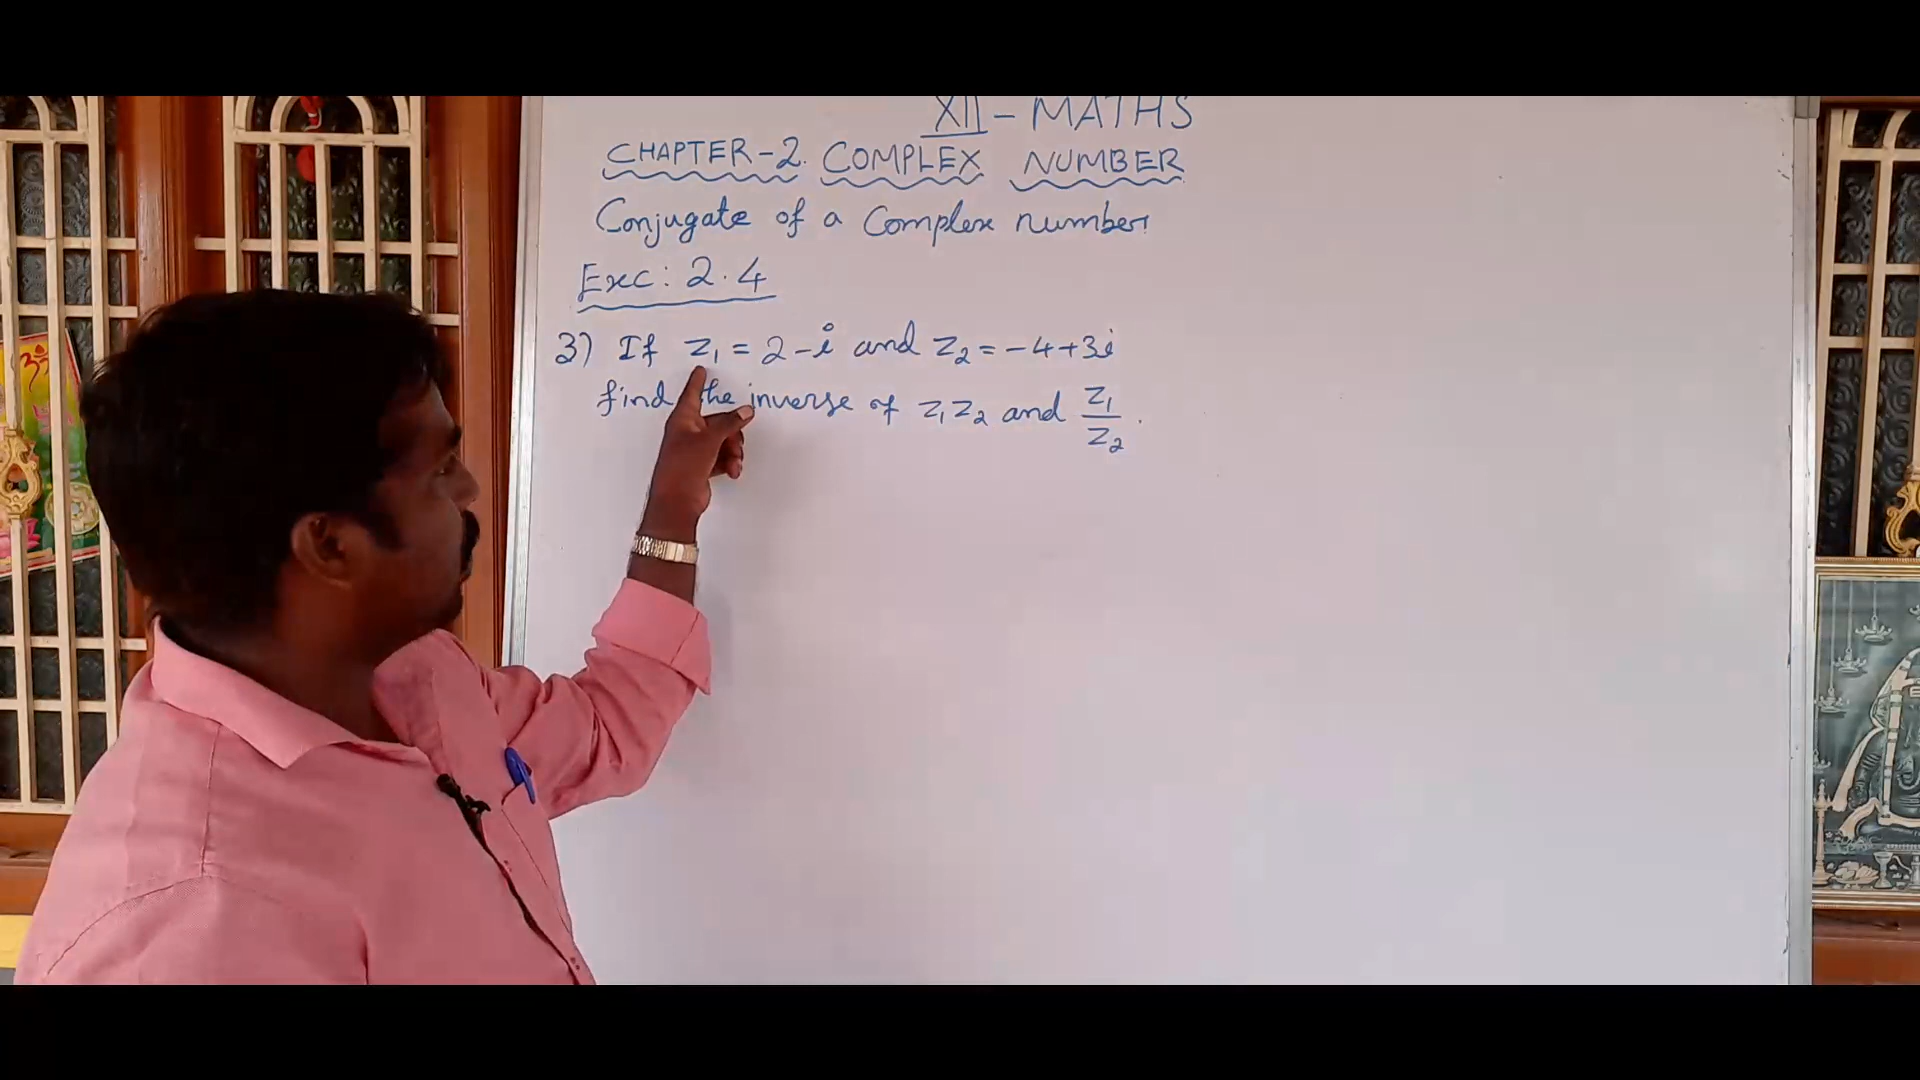 XII - MATHS
CHAPTER-2. COMPLEX NUMBER
Conjugate of a Complex number
Exc: 2.4
3) If z₁ = 2-i and z₂ = -4+3i
find the inverse of z₁z₂ and z₁/z₂.